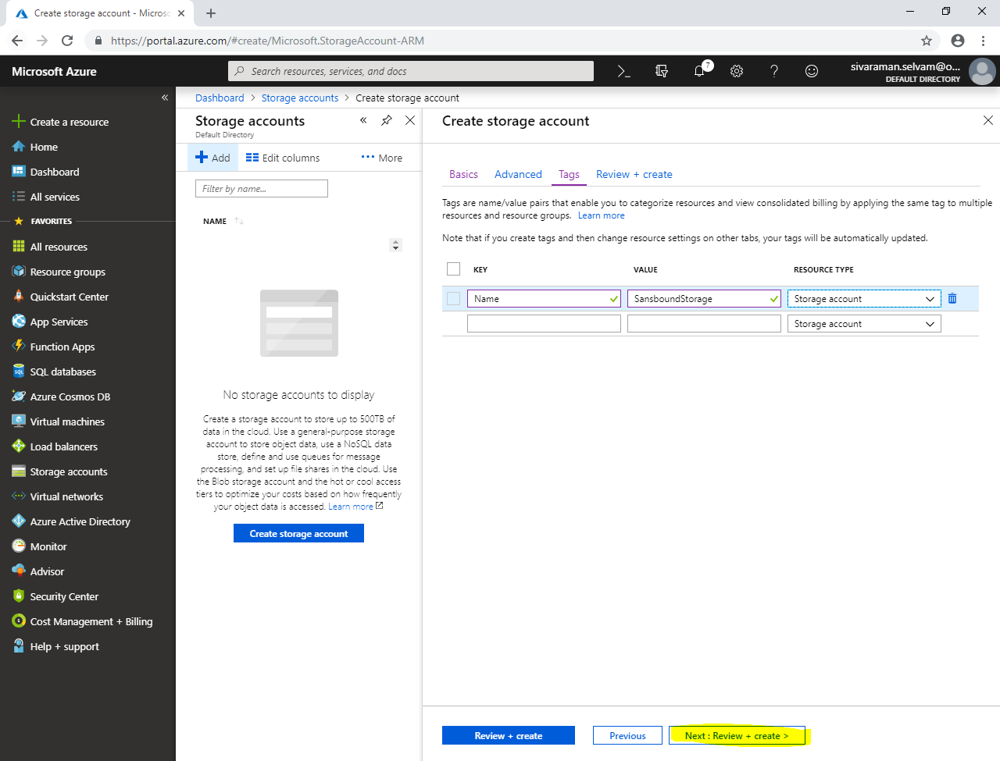 Create storage account - Micros
https://portal.azure.com/#create/Microsoft.StorageAccount-ARM
Microsoft Azure
Search resources, services, and docs
7
sivaraman.selvam@o...
DEFAULT DIRECTORY
Create a resource
Home
Dashboard
All services
FAVORITES
All resources
Resource groups
Quickstart Center
App Services
Function Apps
SQL databases
Azure Cosmos DB
Virtual machines
Load balancers
Storage accounts
Virtual networks
Azure Active Directory
Monitor
Advisor
Security Center
Cost Management + Billing
Help + support
Dashboard > Storage accounts > Create storage account
Storage accounts
Default Directory
Add
Edit columns
More
Filter by name...
NAME
No storage accounts to display
Create a storage account to store up to 500TB of
data in the cloud. Use a general-purpose storage
account to store object data, use a NoSQL data
store, define and use queues for message
processing, and set up file shares in the cloud. Use
the Blob storage account and the hot or cool access
tiers to optimize your costs based on how frequently
your object data is accessed. Learn more
Create storage account
Create storage account
Basics Advanced Tags Review + create
Tags are name/value pairs that enable you to categorize resources and view consolidated billing by applying the same tag to multiple
resources and resource groups. Learn more
Note that if you create tags and then change resource settings on other tabs, your tags will be automatically updated.
KEY VALUE RESOURCE TYPE
Name SansboundStorage Storage account
Storage account
Review + create Previous Next : Review + create >